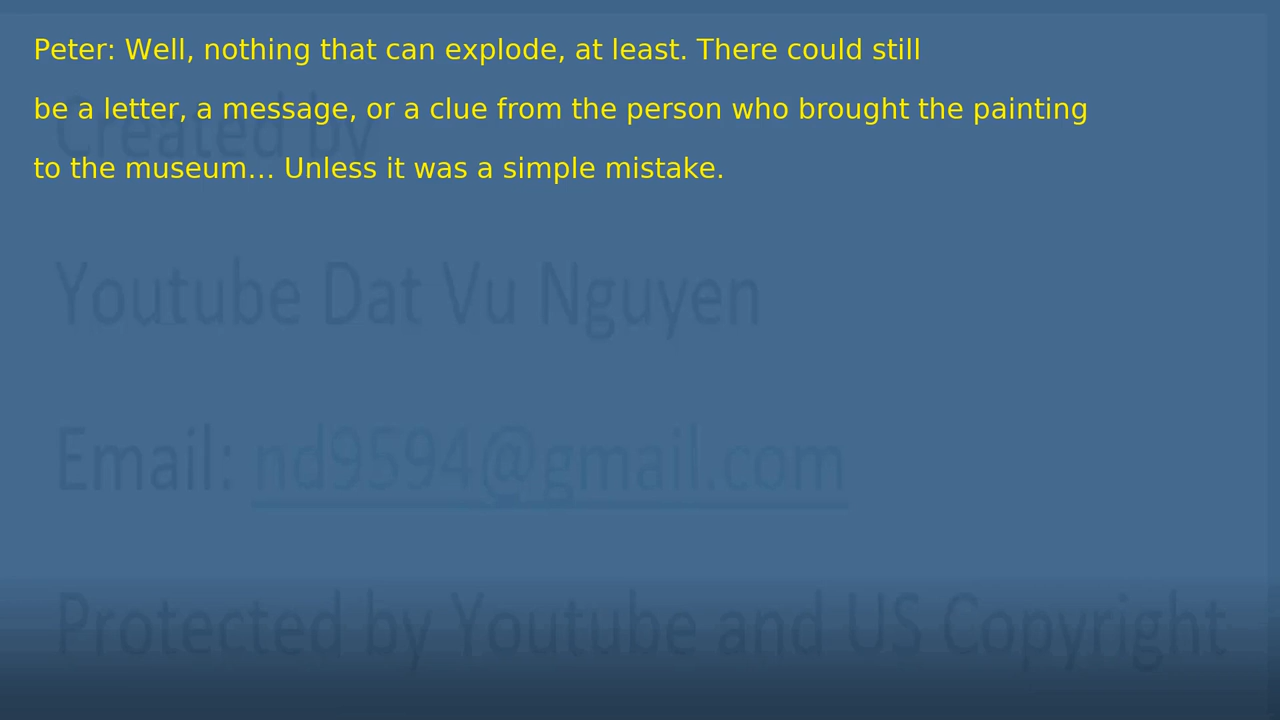 Peter: Well, nothing that can explode, at least. There could still
be a letter, a message, or a clue from the person who brought the painting
to the museum... Unless it was a simple mistake.
Created by
Youtube Dat Vu Nguyen
Email: nd9594@gmail.com
Protected by Youtube and US Copyright